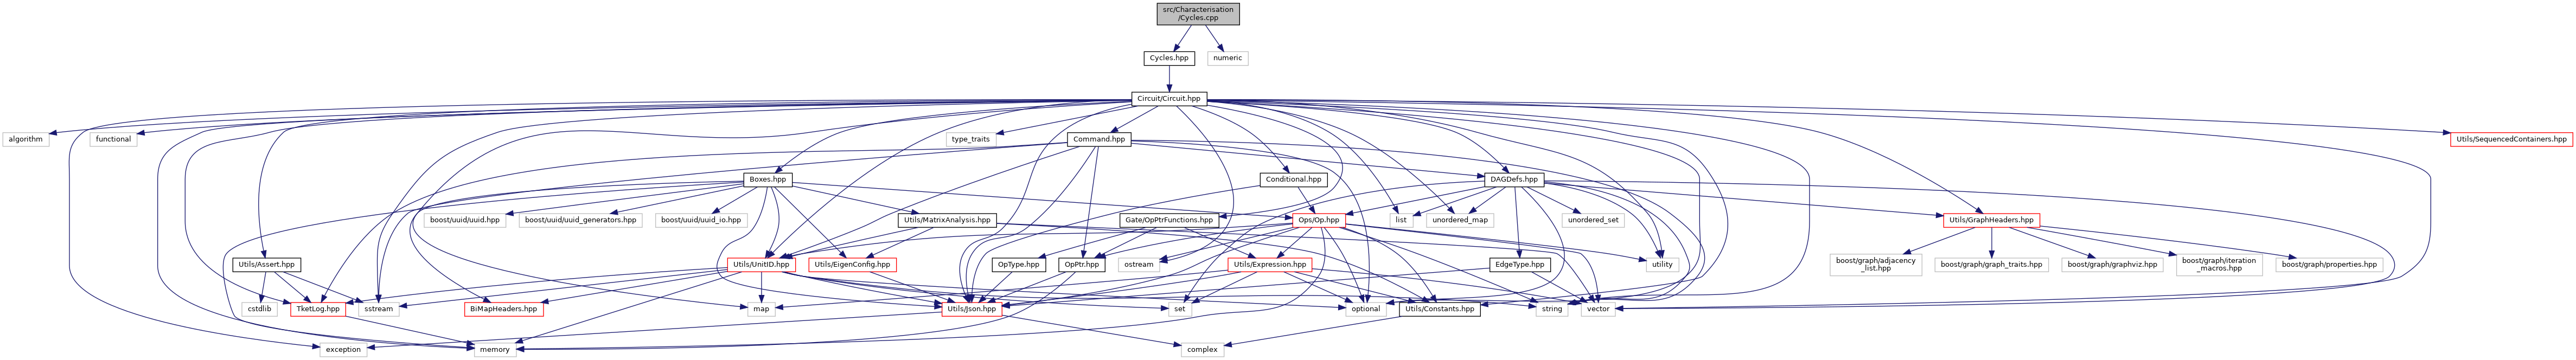 src/Characterisation
/Cycles.cpp
Cycles.hpp
numeric
Circuit/Circuit.hpp
algorithm
functional
type_traits
Command.hpp
Utils/SequencedContainers.hpp
Boxes.hpp
Conditional.hpp
DAGDefs.hpp
boost/uuid/uuid.hpp
boost/uuid/uuid_generators.hpp
boost/uuid/uuid_io.hpp
Utils/MatrixAnalysis.hpp
Gate/OpPtrFunctions.hpp
Ops/Op.hpp
list
unordered_map
unordered_set
Utils/GraphHeaders.hpp
Utils/Assert.hpp
Utils/UnitID.hpp
Utils/EigenConfig.hpp
OpType.hpp
OpPtr.hpp
ostream
Utils/Expression.hpp
EdgeType.hpp
utility
boost/graph/adjacency
_list.hpp
boost/graph/graph_traits.hpp
boost/graph/graphviz.hpp
boost/graph/iteration
_macros.hpp
boost/graph/properties.hpp
cstdlib
TketLog.hpp
sstream
BiMapHeaders.hpp
map
Utils/Json.hpp
set
optional
Utils/Constants.hpp
string
vector
exception
memory
complex